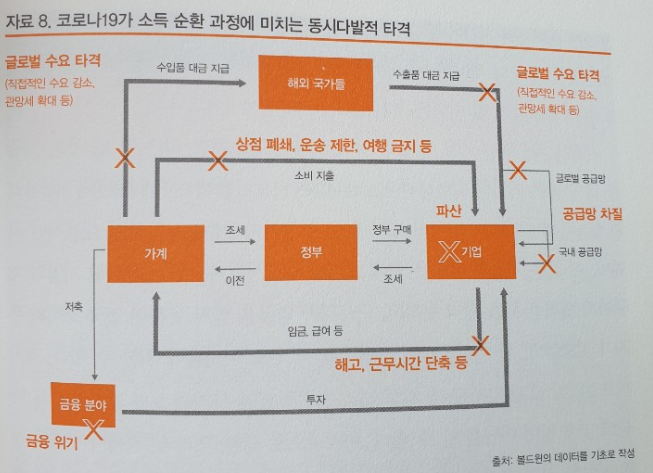 자료 8. 코로나19가 소득 순환 과정에 미치는 동시다발적 타격
글로벌 수요 타격
(직접적인 수요 감소,
관망세 확대 등)
수입품 대금 지급
해외 국가들
수출품 대금 지급
글로벌 수요 타격
(직접적인 수요 감소,
관망세 확대 등)
상점 폐쇄, 운송 제한, 여행 금지 등
소비 지출
글로벌 공급망
파산
공급망 차질
가계
조세
이전
정부
정부 구매
조세
기업
국내 공급망
저축
임금, 급여 등
해고, 근무시간 단축 등
금융 분야
투자
금융 위기
출처: 볼드윈의 데이터를 기초로 작성